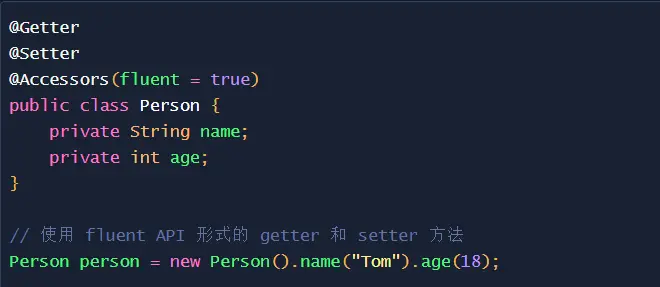 @Getter
@Setter
@Accessors(fluent = true)
public class Person {
    private String name;
    private int age;
}
// 使用 fluent API 形式的 getter 和 setter 方法
Person person = new Person().name("Tom").age(18);